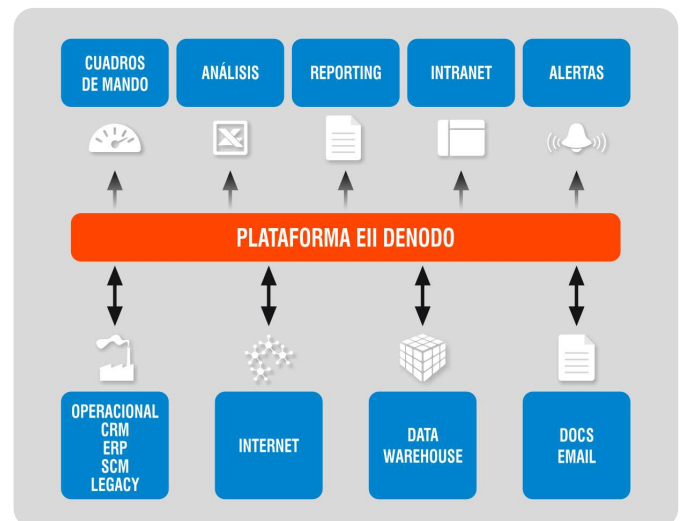 CUADROS
DE MANDO
ANÁLISIS
REPORTING
INTRANET
ALERTAS
PLATAFORMA EII DENODO
OPERACIONAL
CRM
ERP
SCM
LEGACY
INTERNET
DATA
WAREHOUSE
DOCS
EMAIL